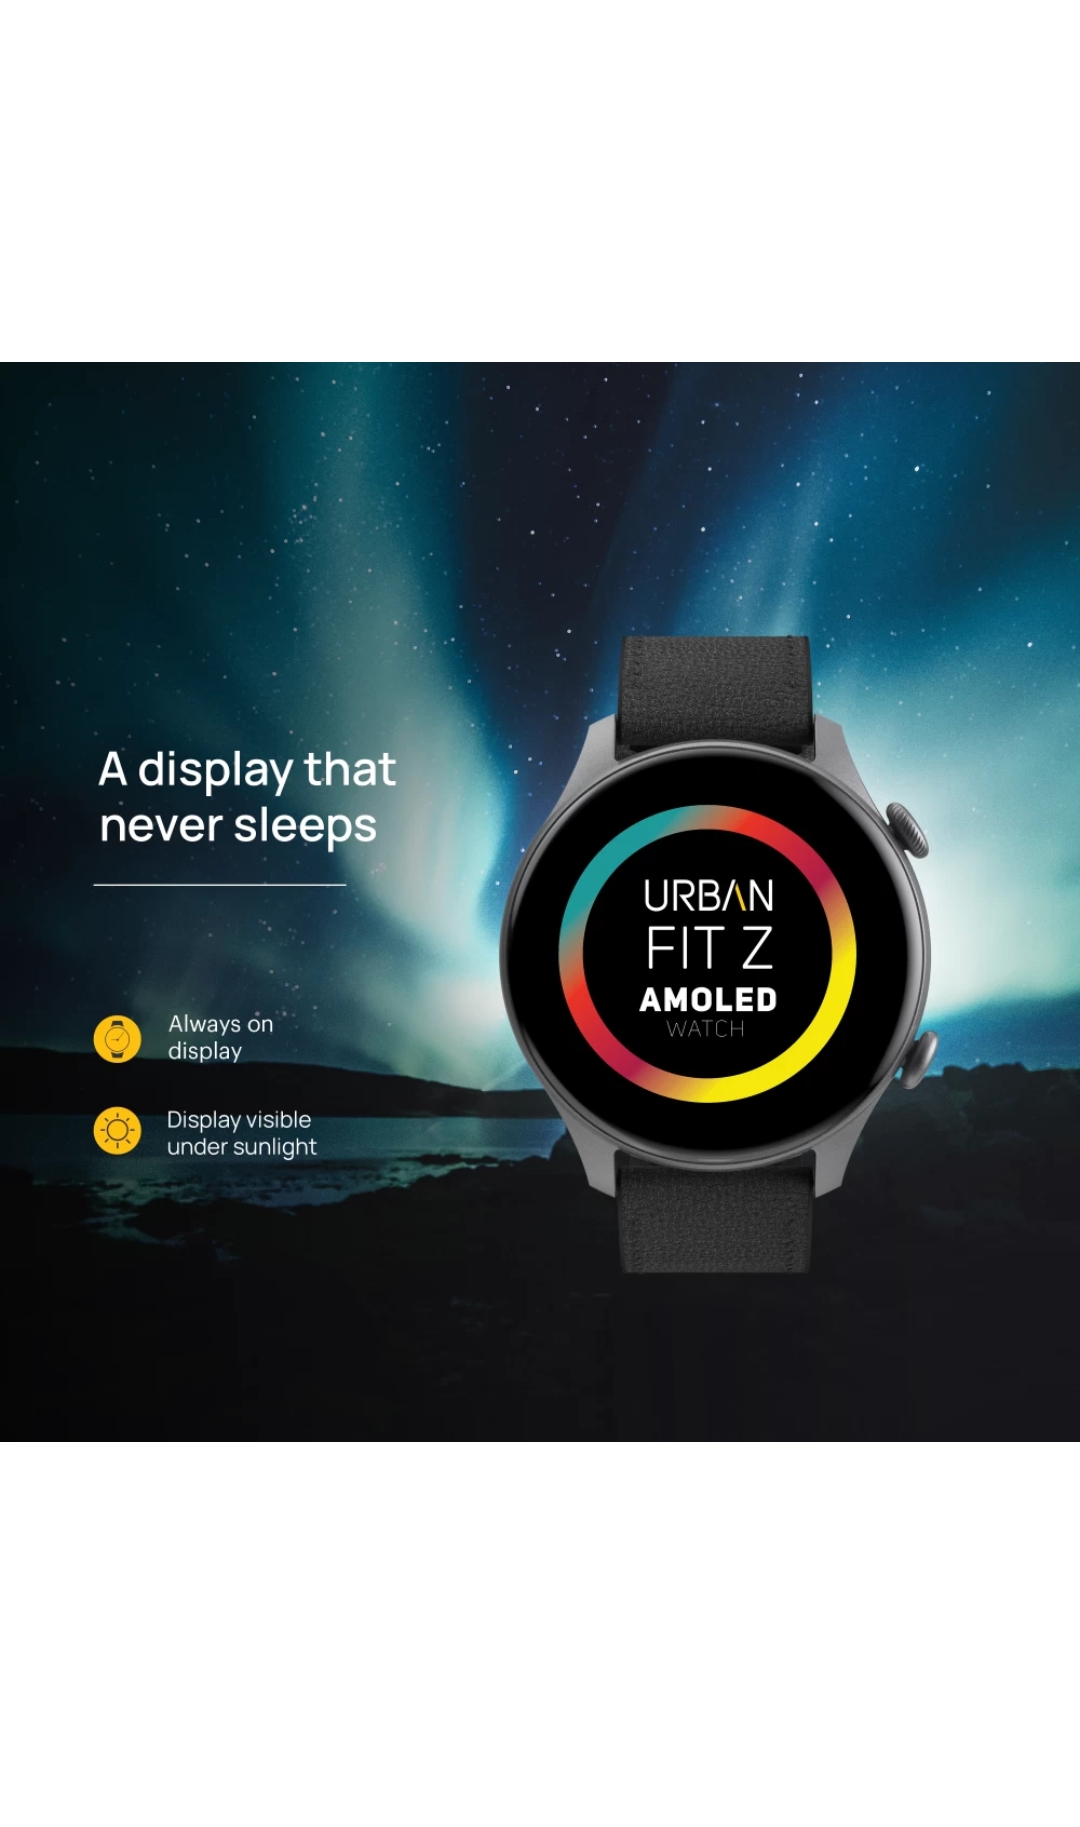 A display that
never sleeps
Always on
display
Display visible
under sunlight
URBAN
FIT Z
AMOLED
WATCH